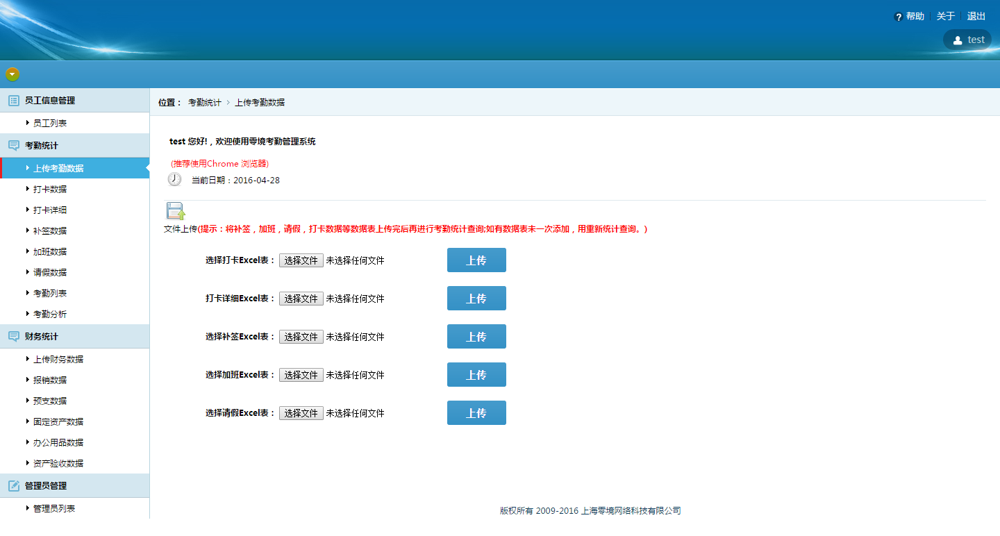 帮助 关于 退出
test
员工信息管理
员工列表
考勤统计
上传考勤数据
打卡数据
打卡详细
补签数据
加班数据
请假数据
考勤列表
考勤分析
财务统计
上传财务数据
报销数据
预支数据
固定资产数据
办公用品数据
资产验收数据
管理员管理
管理员列表
位置： 考勤统计 › 上传考勤数据
test 您好!，欢迎使用零境考勤管理系统
(推荐使用Chrome 浏览器)
当前日期：2016-04-28
文件上传(提示：将补签，加班，请假，打卡数据等数据表上传完后再进行考勤统计查询;如有数据表未一次添加，用重新统计查询。)
选择打卡Excel表： 选择文件 未选择任何文件 上传
打卡详细Excel表： 选择文件 未选择任何文件 上传
选择补签Excel表： 选择文件 未选择任何文件 上传
选择加班Excel表： 选择文件 未选择任何文件 上传
选择请假Excel表： 选择文件 未选择任何文件 上传
版权所有 2009-2016 上海零境网络科技有限公司